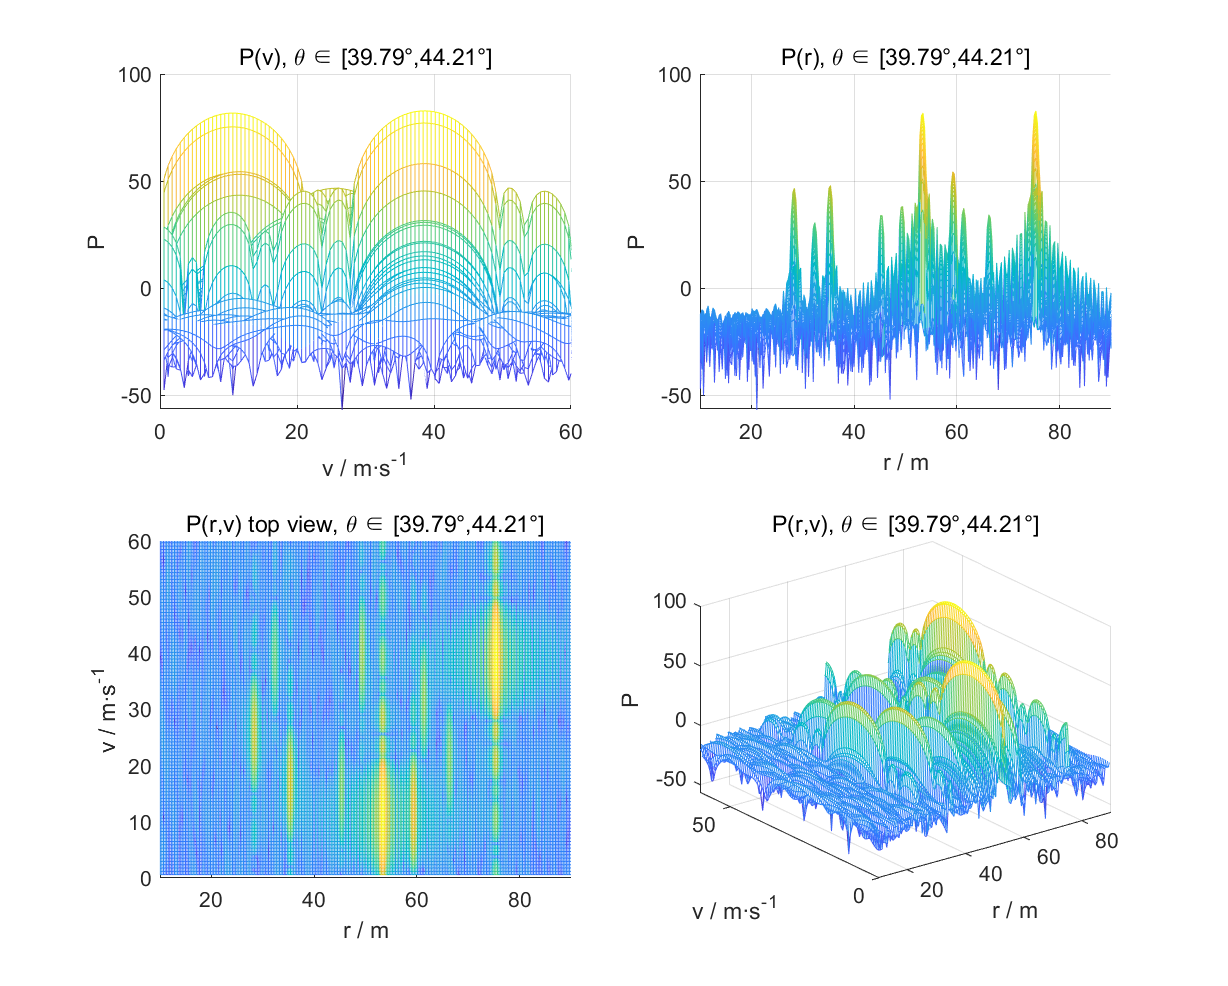 P(v), θ ∈ [39.79°,44.21°]
100
50
0
-50
P
0
20
40
60
v / m·s⁻¹
P(r), θ ∈ [39.79°,44.21°]
100
50
0
-50
P
20
40
60
80
r / m
P(r,v) top view, θ ∈ [39.79°,44.21°]
60
50
40
30
20
10
0
v / m·s⁻¹
20
40
60
80
r / m
P(r,v), θ ∈ [39.79°,44.21°]
100
50
0
-50
P
50
0
v / m·s⁻¹
20
40
60
80
r / m